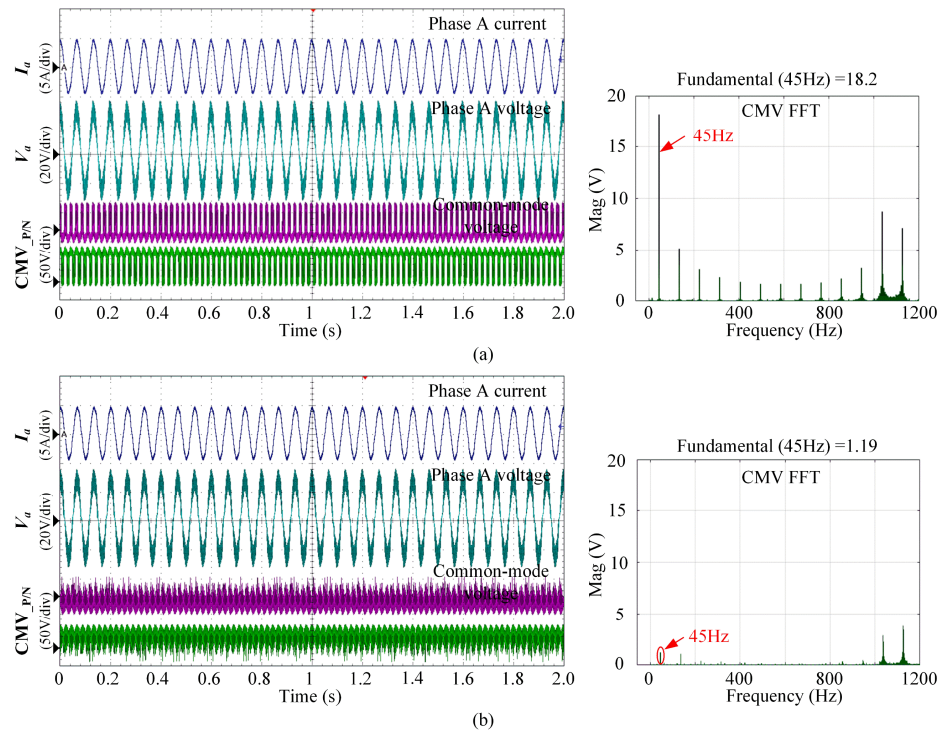 (a)
Phase A current
I_a
(5A/div)
A
Phase A voltage
V_a
(20V/div)
Common-mode
voltage
CMV_P/N
(50V/div)
0 0.2 0.4 0.6 0.8 1.0 1.2 1.4 1.6 1.8 2.0
Time (s)
Fundamental (45Hz) =18.2
CMV FFT
45Hz
Mag (V)
20
15
10
5
0
0 400 800 1200
Frequency (Hz)
(a)
Phase A current
I_a
(5A/div)
A
Phase A voltage
V_a
(20V/div)
Common-mode
voltage
CMV_P/N
(50V/div)
0 0.2 0.4 0.6 0.8 1.0 1.2 1.4 1.6 1.8 2.0
Time (s)
Fundamental (45Hz) =1.19
CMV FFT
45Hz
Mag (V)
20
15
10
5
0
0 400 800 1200
Frequency (Hz)
(b)